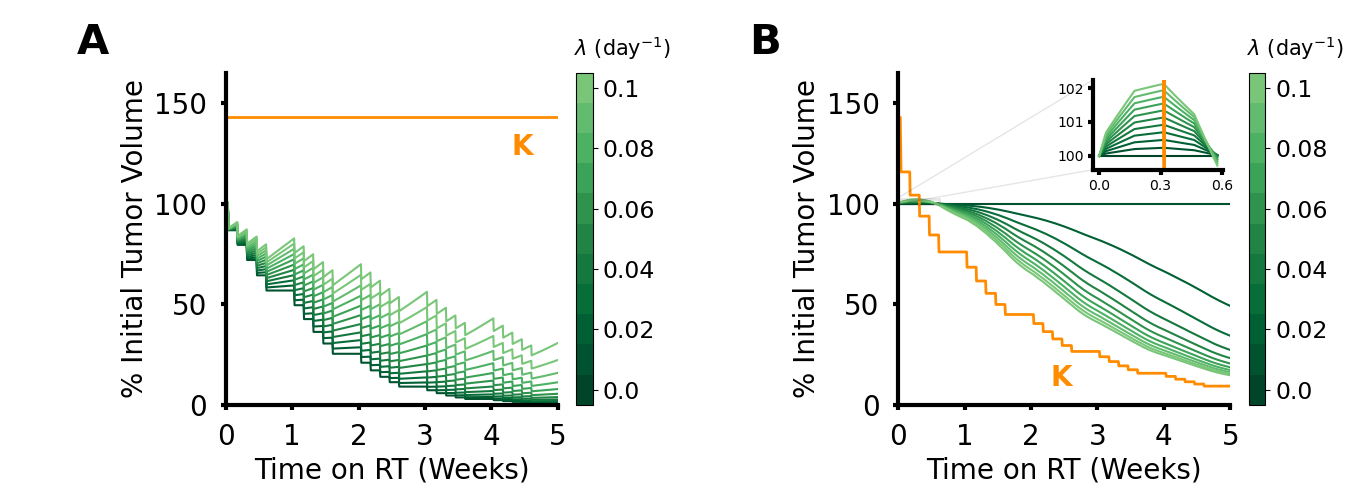 A
λ (day⁻¹)
% Initial Tumor Volume
150
100
50
0
K
0 1 2 3 4 5
Time on RT (Weeks)
0.1
0.08
0.06
0.04
0.02
0.0
B
λ (day⁻¹)
% Initial Tumor Volume
150
100
50
0
102
101
100
0.0 0.3 0.6
K
0 1 2 3 4 5
Time on RT (Weeks)
0.1
0.08
0.06
0.04
0.02
0.0